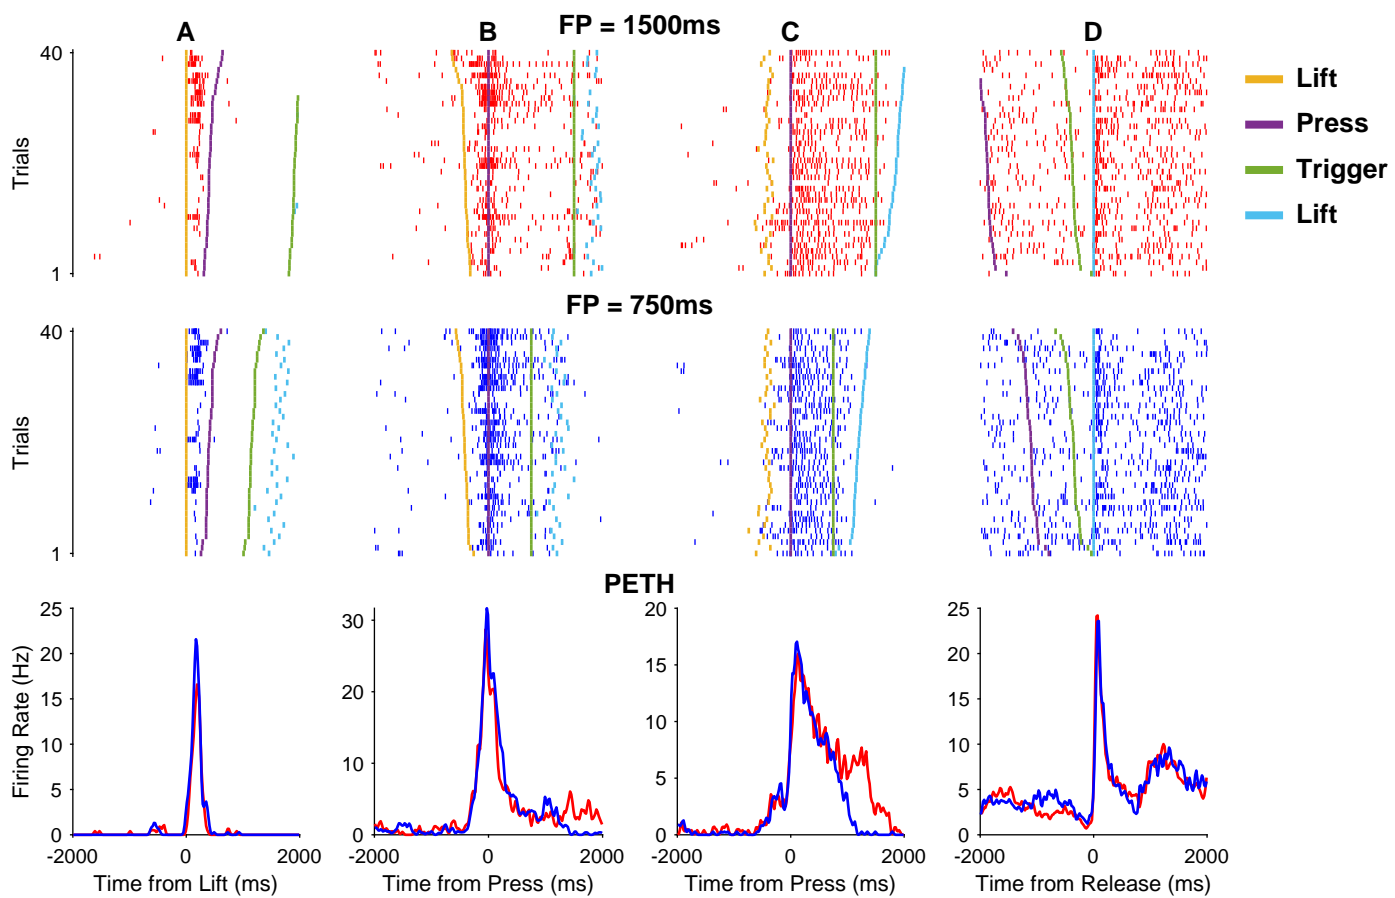 A
B
FP = 1500ms
C
D
40
Trials
1
Lift
Press
Trigger
Lift
FP = 750ms
40
Trials
1
PETH
Firing Rate (Hz)
25
20
15
10
5
0
-2000
0
2000
Time from Lift (ms)
30
20
10
0
-2000
0
2000
Time from Press (ms)
20
15
10
5
0
-2000
0
2000
Time from Press (ms)
25
20
15
10
5
0
-2000
0
2000
Time from Release (ms)